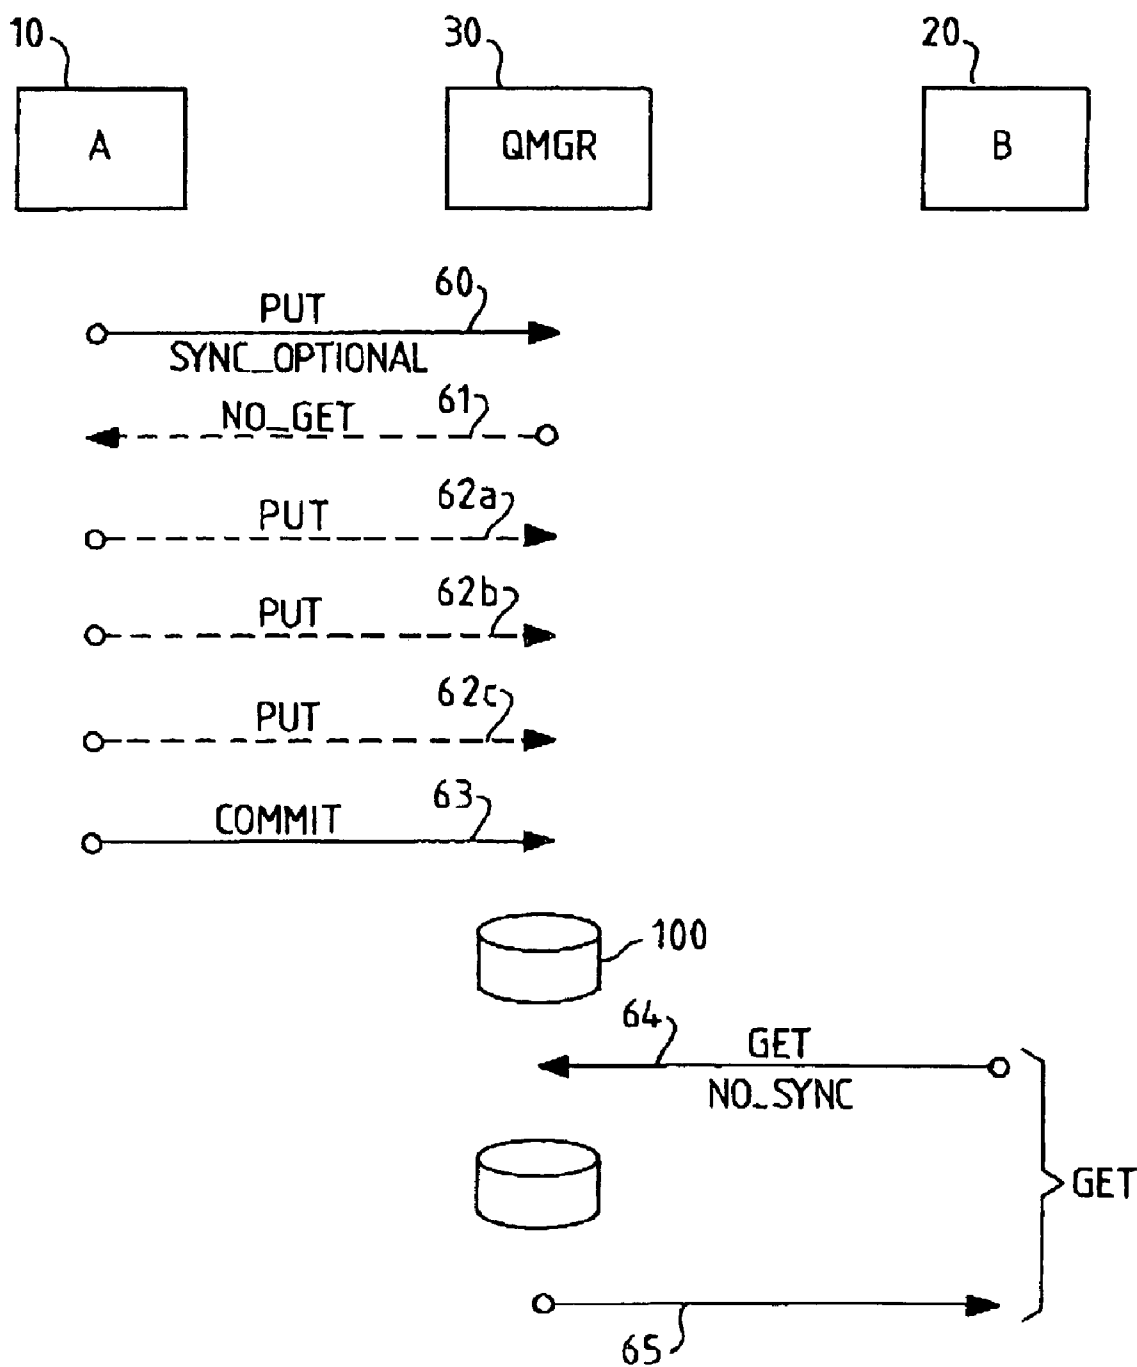 10
30
20
A
QMGR
B
PUT
60
SYNC_OPTIONAL
NO_GET
61
PUT
62a
PUT
62b
PUT
62c
COMMIT
63
100
64
GET
NO_SYNC
GET
65